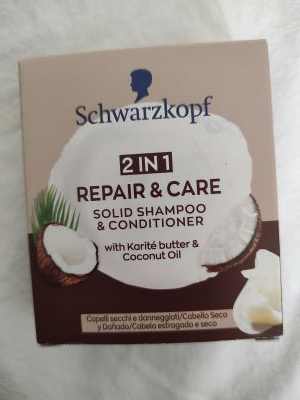 Schwarzkopf
2 IN 1
REPAIR & CARE
SOLID SHAMPOO
& CONDITIONER
with Karité butter &
Coconut Oil
Capelli secchi e danneggiati/Cabello Seco
y Dañado/Cabelo estragado e seco